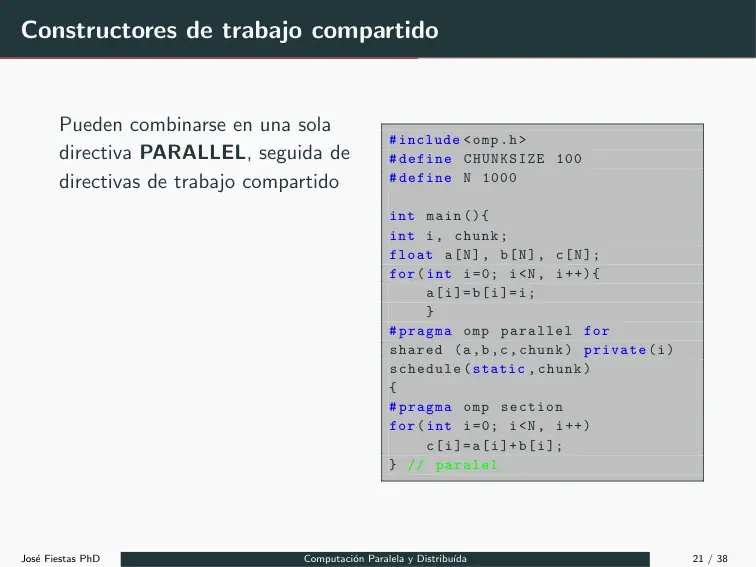 Constructores de trabajo compartido
Pueden combinarse en una sola
directiva PARALLEL, seguida de
directivas de trabajo compartido
#include<omp.h>
#define CHUNKSIZE 100
#define N 1000
int main(){
int i, chunk;
float a[N], b[N], c[N];
for(int i=0; i<N, i++){
    a[i]=b[i]=i;
    }
#pragma omp parallel for
shared (a,b,c,chunk) private(i)
schedule(static,chunk)
{
#pragma omp section
for(int i=0; i<N, i++)
    c[i]=a[i]+b[i];
} // paralel
José Fiestas PhD
Computación Paralela y Distribuída
21 / 38